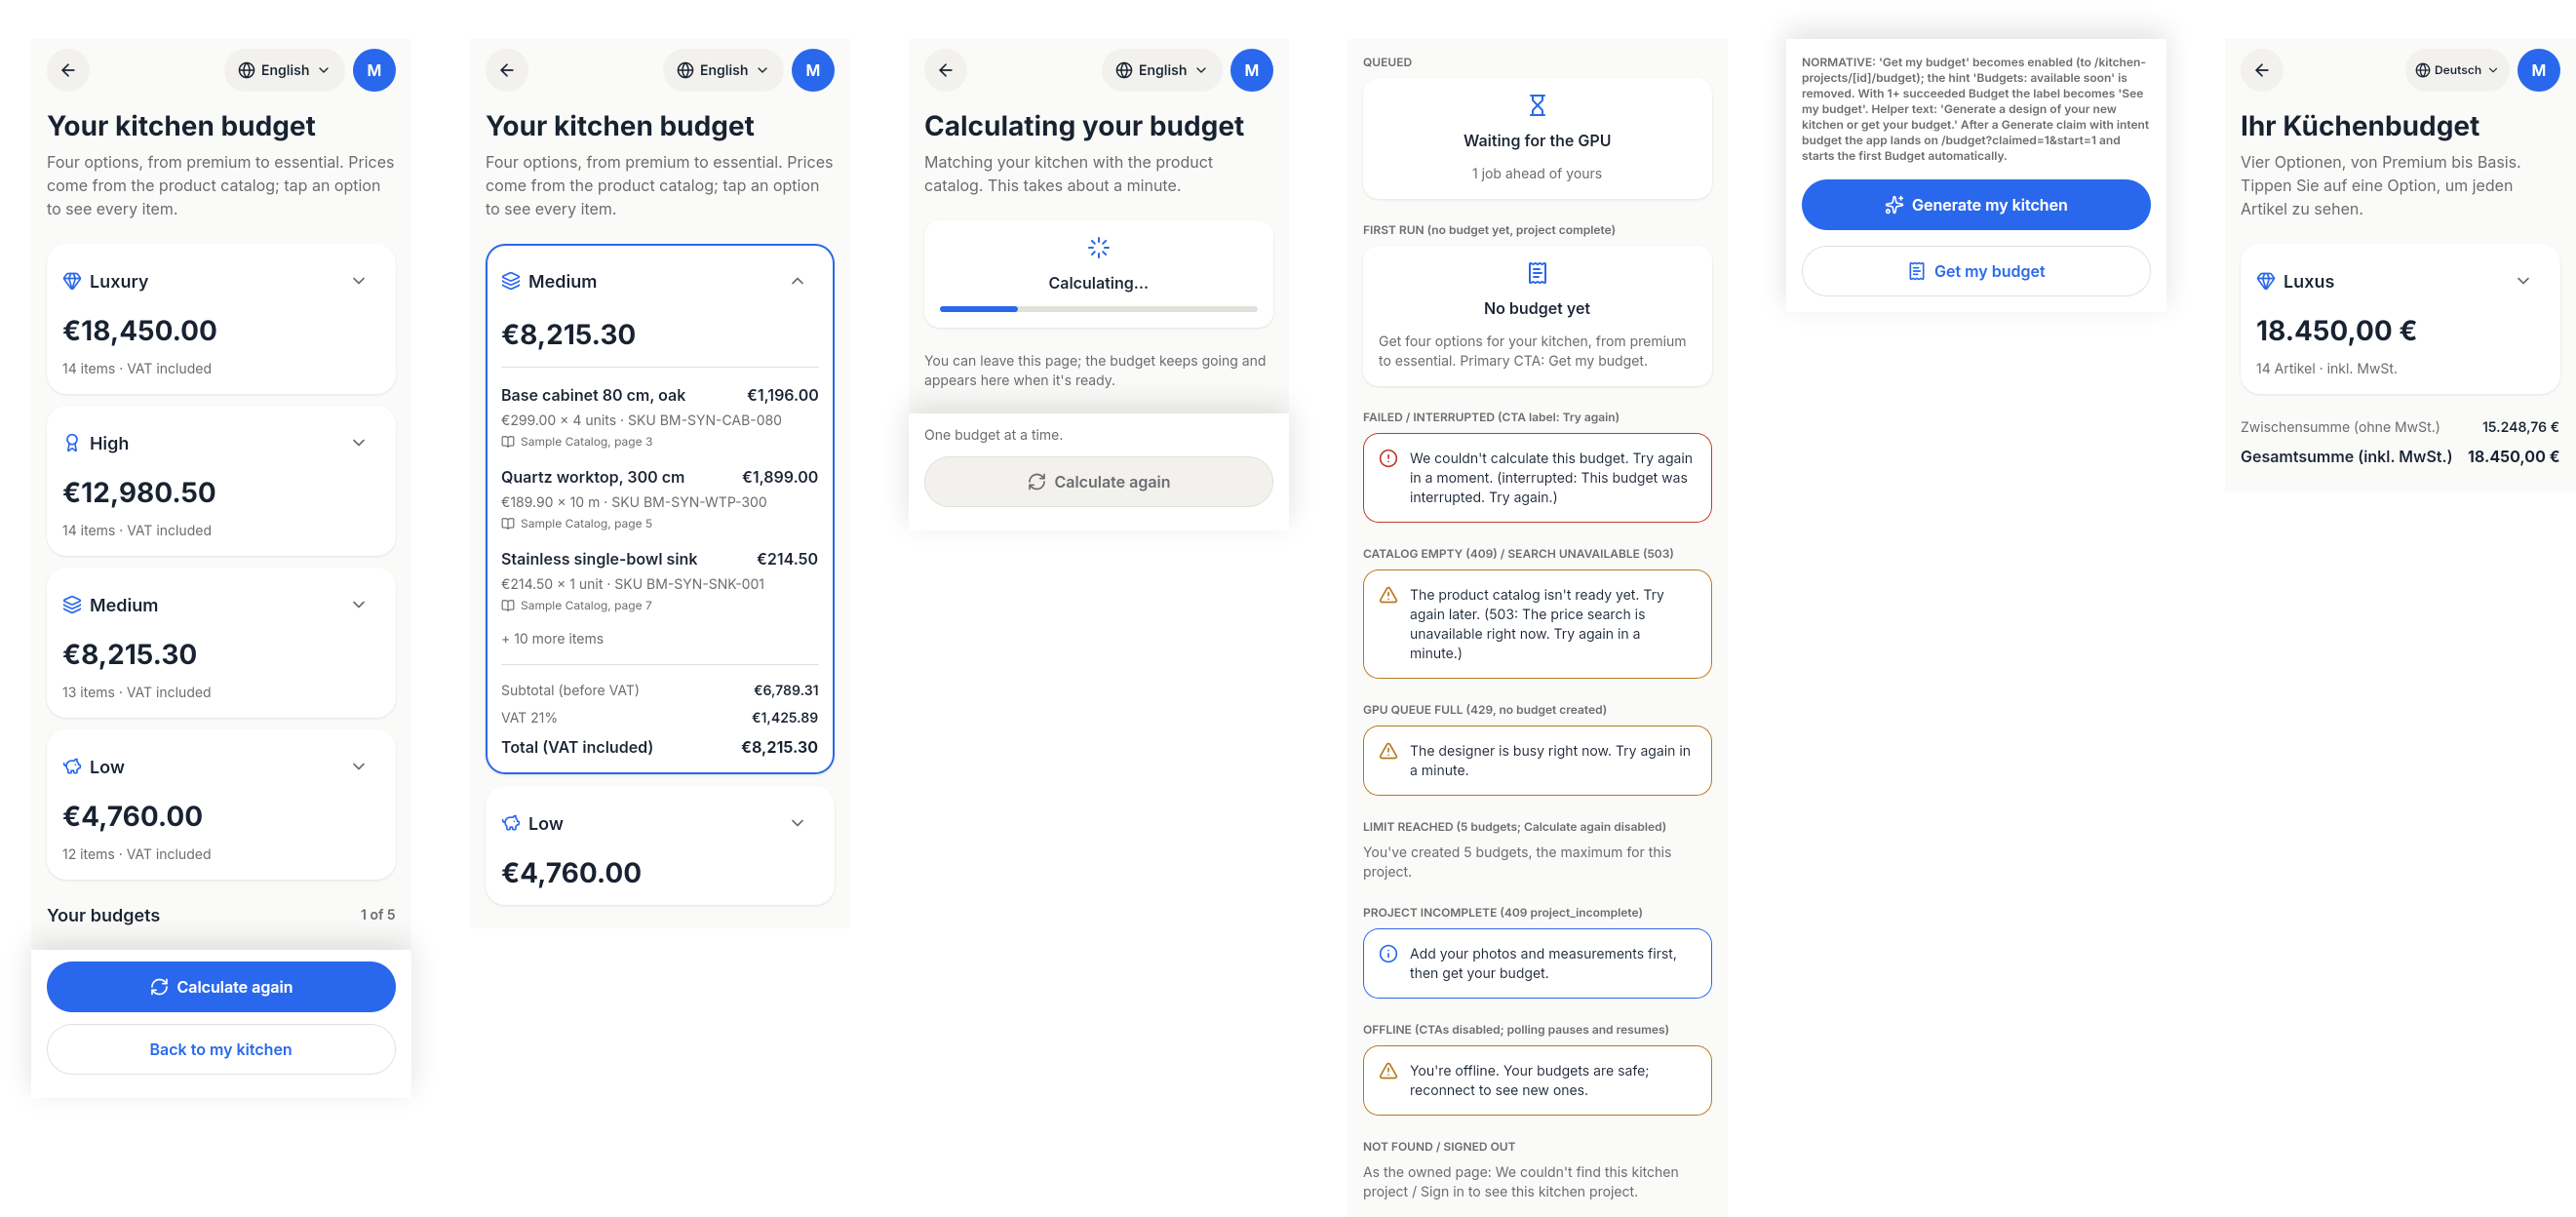 English
M
Your kitchen budget
Four options, from premium to essential. Prices
come from the product catalog; tap an option
to see every item.
Luxury
€18,450.00
14 items · VAT included
High
€12,980.50
14 items · VAT included
Medium
€8,215.30
13 items · VAT included
Low
€4,760.00
12 items · VAT included
Your budgets
1 of 5
Calculate again
Back to my kitchen
English
M
Your kitchen budget
Four options, from premium to essential. Prices
come from the product catalog; tap an option
to see every item.
Medium
€8,215.30
Base cabinet 80 cm, oak €1,196.00
€299.00 × 4 units · SKU BM-SYN-CAB-080
Sample Catalog, page 3
Quartz worktop, 300 cm €1,899.00
€189.90 × 10 m · SKU BM-SYN-WTP-300
Sample Catalog, page 5
Stainless single-bowl sink €214.50
€214.50 × 1 unit · SKU BM-SYN-SNK-001
Sample Catalog, page 7
+ 10 more items
Subtotal (before VAT) €6,789.31
VAT 21% €1,425.89
Total (VAT included) €8,215.30
Low
€4,760.00
English
M
Calculating your budget
Matching your kitchen with the product
catalog. This takes about a minute.
Calculating...
You can leave this page; the budget keeps going and
appears here when it's ready.
One budget at a time.
Calculate again
QUEUED
Waiting for the GPU
1 job ahead of yours
FIRST RUN (no budget yet, project complete)
No budget yet
Get four options for your kitchen, from premium
to essential. Primary CTA: Get my budget.
FAILED / INTERRUPTED (CTA label: Try again)
We couldn't calculate this budget. Try again
in a moment. (interrupted: This budget was
interrupted. Try again.)
CATALOG EMPTY (409) / SEARCH UNAVAILABLE (503)
The product catalog isn't ready yet. Try
again later. (503: The price search is
unavailable right now. Try again in a
minute.)
GPU QUEUE FULL (429, no budget created)
The designer is busy right now. Try again in
a minute.
LIMIT REACHED (5 budgets; Calculate again disabled)
You've created 5 budgets, the maximum for this
project.
PROJECT INCOMPLETE (409 project_incomplete)
Add your photos and measurements first,
then get your budget.
OFFLINE (CTAs disabled; polling pauses and resumes)
You're offline. Your budgets are safe;
reconnect to see new ones.
NOT FOUND / SIGNED OUT
As the owned page: We couldn't find this kitchen
project / Sign in to see this kitchen project.
NORMATIVE: 'Get my budget' becomes enabled (to /kitchen-
projects/[id]/budget); the hint 'Budgets: available soon' is
removed. With 1+ succeeded Budget the label becomes 'See
my budget'. Helper text: 'Generate a design of your new
kitchen or get your budget.' After a Generate claim with intent
budget the app lands on /budget?claimed=1&start=1 and
starts the first Budget automatically.
Generate my kitchen
Get my budget
Deutsch
M
Ihr Küchenbudget
Vier Optionen, von Premium bis Basis.
Tippen Sie auf eine Option, um jeden
Artikel zu sehen.
Luxus
18.450,00 €
14 Artikel · inkl. MwSt.
Zwischensumme (ohne MwSt.) 15.248,76 €
Gesamtsumme (inkl. MwSt.) 18.450,00 €